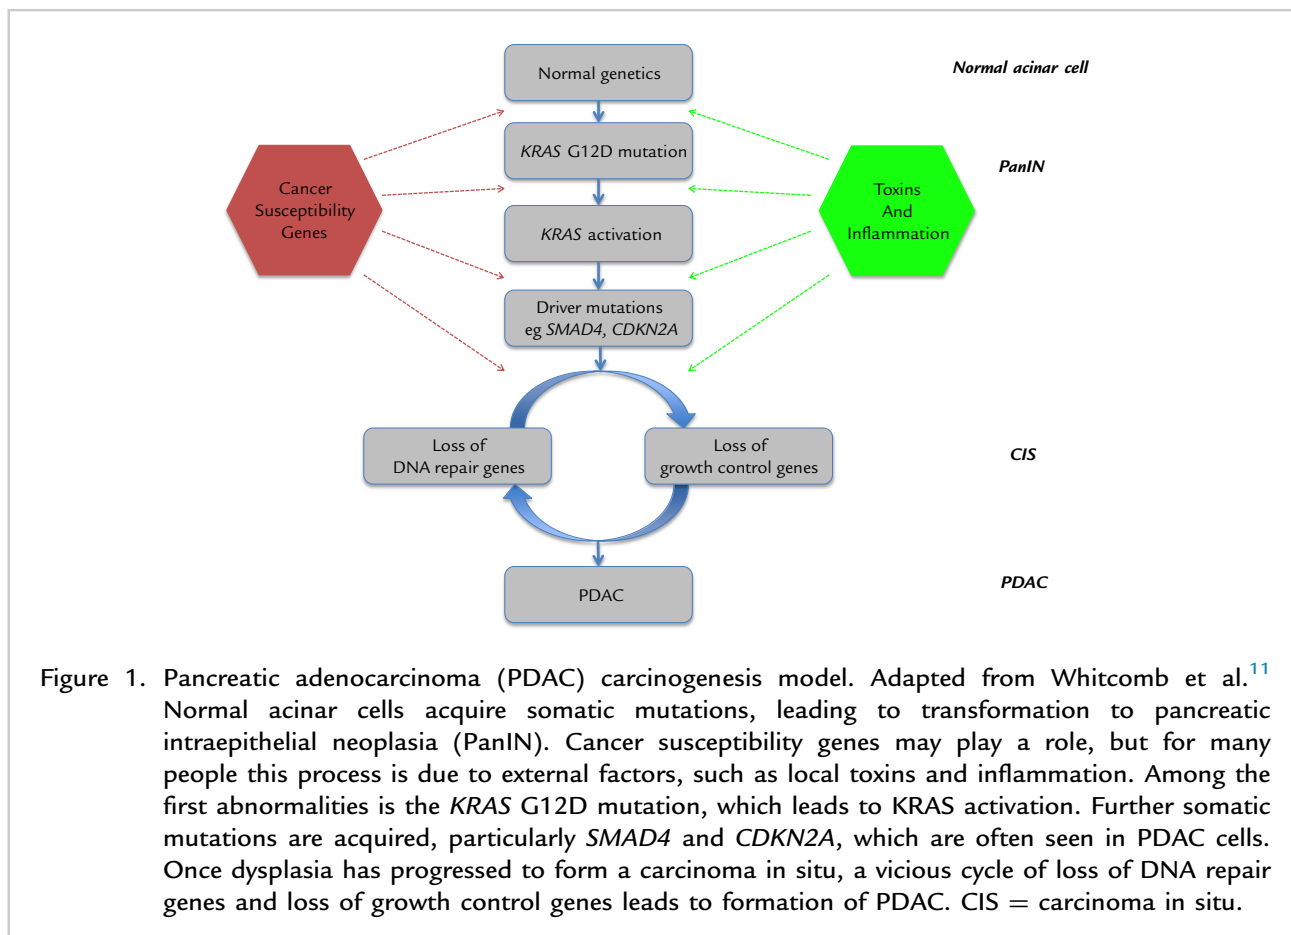 Normal genetics
Normal acinar cell
KRAS G12D mutation
PanIN
Cancer
Susceptibility
Genes
Toxins
And
Inflammation
KRAS activation
Driver mutations
eg SMAD4, CDKN2A
Loss of
DNA repair genes
Loss of
growth control genes
CIS
PDAC
PDAC
Figure 1. Pancreatic adenocarcinoma (PDAC) carcinogenesis model. Adapted from Whitcomb et al.11
Normal acinar cells acquire somatic mutations, leading to transformation to pancreatic
intraepithelial neoplasia (PanIN). Cancer susceptibility genes may play a role, but for many
people this process is due to external factors, such as local toxins and inflammation. Among the
first abnormalities is the KRAS G12D mutation, which leads to KRAS activation. Further somatic
mutations are acquired, particularly SMAD4 and CDKN2A, which are often seen in PDAC cells.
Once dysplasia has progressed to form a carcinoma in situ, a vicious cycle of loss of DNA repair
genes and loss of growth control genes leads to formation of PDAC. CIS = carcinoma in situ.